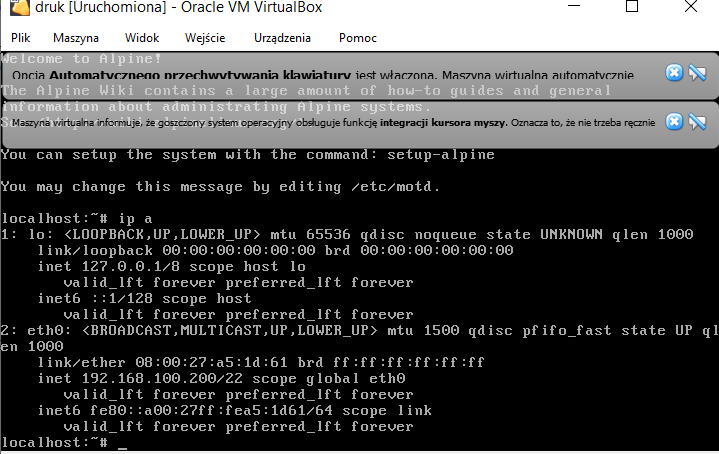 druk [Uruchomiona] - Oracle VM VirtualBox
Plik Maszyna Widok Wejście Urządzenia Pomoc
Welcome to Alpine!
Opcja Automatycznego przechwytywania klawiatury jest włączona. Maszyna wirtualna automatycznie
The Alpine Wiki contains a large amount of how-to guides and general
information about administrating Alpine systems.
Maszyna wirtualna informuje, że goszczony system operacyjny obsługuje funkcję integracji kursora myszy. Oznacza to, że nie trzeba ręcznie
You can setup the system with the command: setup-alpine
You may change this message by editing /etc/motd.
localhost:~# ip a
1: lo: <LOOPBACK,UP,LOWER_UP> mtu 65536 qdisc noqueue state UNKNOWN qlen 1000
link/loopback 00:00:00:00:00:00 brd 00:00:00:00:00:00
inet 127.0.0.1/8 scope host lo
valid_lft forever preferred_lft forever
inet6 ::1/128 scope host
valid_lft forever preferred_lft forever
2: eth0: <BROADCAST,MULTICAST,UP,LOWER_UP> mtu 1500 qdisc pfifo_fast state UP ql
en 1000
link/ether 08:00:27:a5:1d:61 brd ff:ff:ff:ff:ff:ff
inet 192.168.100.200/22 scope global eth0
valid_lft forever preferred_lft forever
inet6 fe80::a00:27ff:fea5:1d61/64 scope link
valid_lft forever preferred_lft forever
localhost:~# _